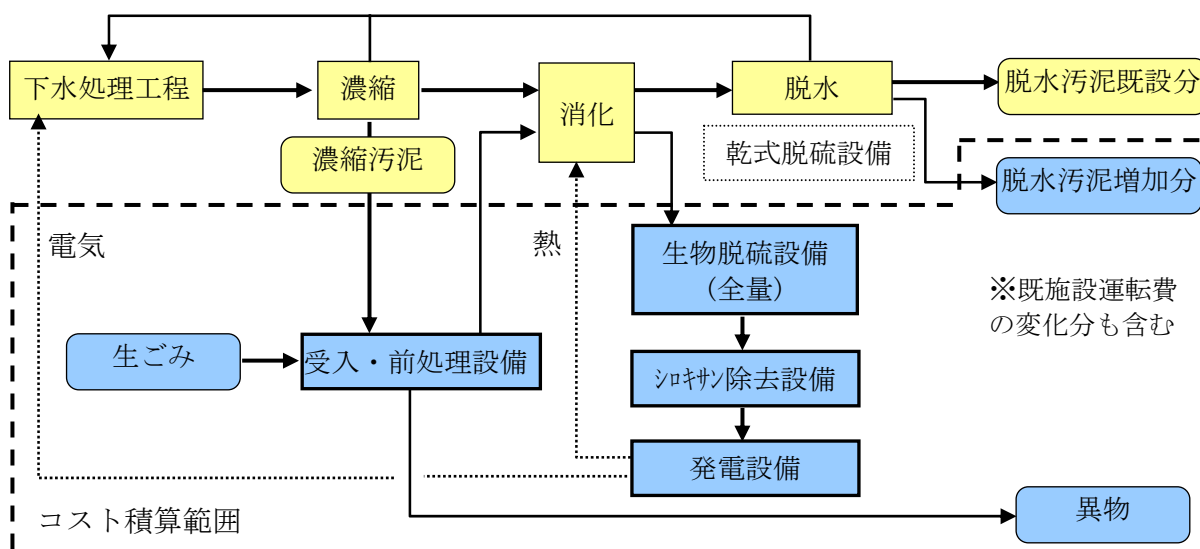 下水処理工程
濃縮
消化
脱水
脱水汚泥既設分
濃縮汚泥
乾式脱硫設備
脱水汚泥増加分
電気
熱
生物脱硫設備
(全量)
※既施設運転費
の変化分も含む
生ごみ
受入・前処理設備
ｼﾛｷｻﾝ除去設備
発電設備
コスト積算範囲
異物